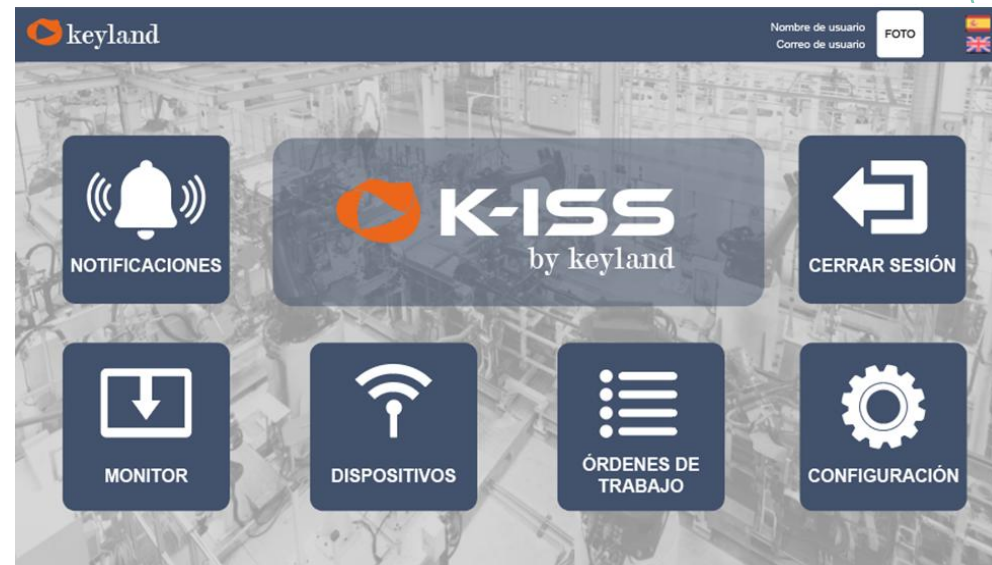 keyland
Nombre de usuario
Correo de usuario
FOTO
NOTIFICACIONES
K-ISS
by keyland
CERRAR SESIÓN
MONITOR
DISPOSITIVOS
ÓRDENES DE
TRABAJO
CONFIGURACIÓN